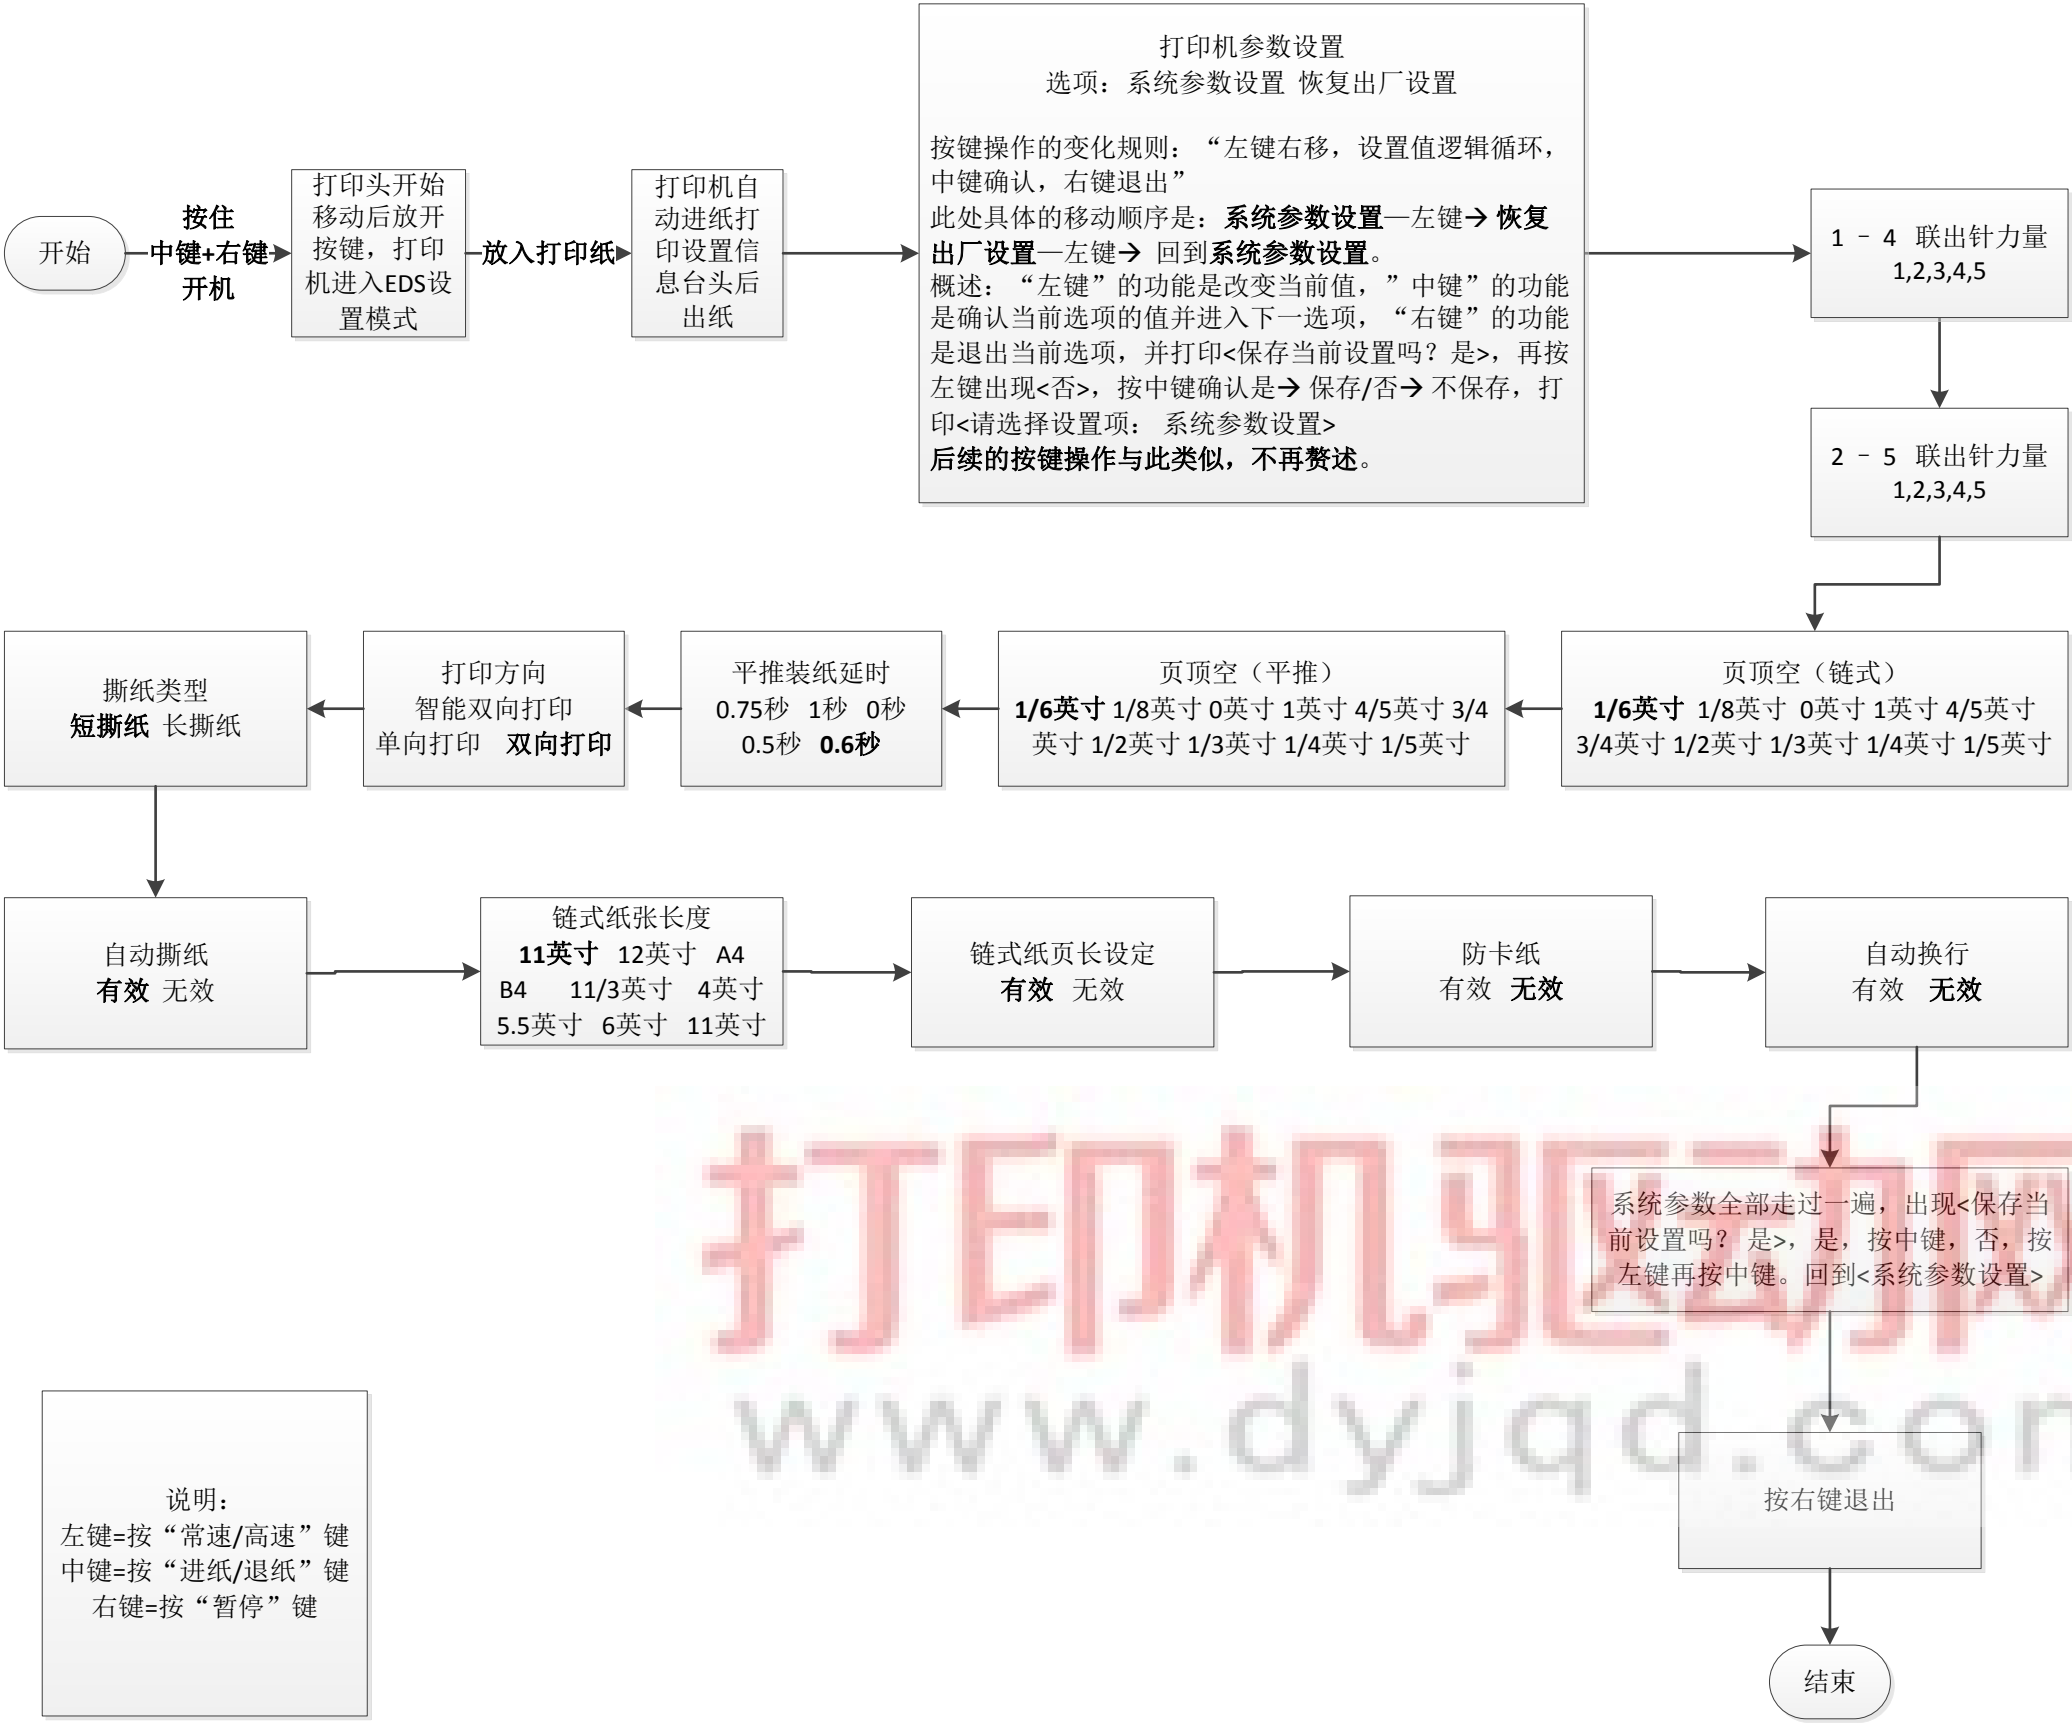 开始
按住
中键+右键
开机
打印头开始
移动后放开
按键，打印
机进入EDS设
置模式
放入打印纸
打印机自
动进纸打
印设置信
息台头后
出纸
打印机参数设置
选项：系统参数设置 恢复出厂设置
按键操作的变化规则：“左键右移，设置值逻辑循环，
中键确认，右键退出”
此处具体的移动顺序是：系统参数设置—左键→ 恢复
出厂设置—左键→ 回到系统参数设置。
概述：“左键”的功能是改变当前值，”中键”的功能
是确认当前选项的值并进入下一选项，“右键”的功能
是退出当前选项，并打印<保存当前设置吗？是>，再按
左键出现<否>，按中键确认是→ 保存/否→ 不保存，打
印<请选择设置项： 系统参数设置>
后续的按键操作与此类似，不再赘述。
1 – 4 联出针力量
1,2,3,4,5
2 – 5 联出针力量
1,2,3,4,5
页顶空（链式）
1/6英寸 1/8英寸 0英寸 1英寸 4/5英寸
3/4英寸 1/2英寸 1/3英寸 1/4英寸 1/5英寸
页顶空（平推）
1/6英寸 1/8英寸 0英寸 1英寸 4/5英寸 3/4
英寸 1/2英寸 1/3英寸 1/4英寸 1/5英寸
平推装纸延时
0.75秒 1秒 0秒
0.5秒 0.6秒
打印方向
智能双向打印
单向打印 双向打印
撕纸类型
短撕纸 长撕纸
自动撕纸
有效 无效
链式纸张长度
11英寸 12英寸 A4
B4 11/3英寸 4英寸
5.5英寸 6英寸 11英寸
链式纸页长设定
有效 无效
防卡纸
有效 无效
自动换行
有效 无效
系统参数全部走过一遍，出现<保存当
前设置吗？ 是>，是，按中键，否，按
左键再按中键。回到<系统参数设置>
按右键退出
结束
说明：
左键=按“常速/高速”键
中键=按“进纸/退纸”键
右键=按“暂停”键
打印机驱动网
www.dyjqd.com